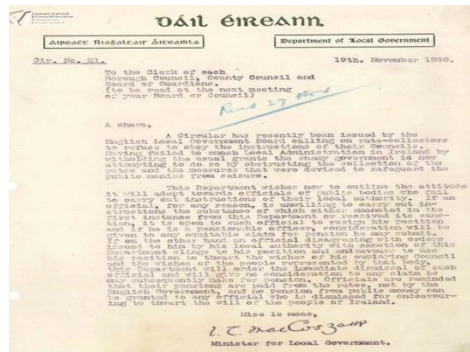 DÁIL ÉIREANN
Department of Local Government
Cir. No. 21.
19th. November 1920.
To the Clerk of each
Borough Council, County Council and
Board of Guardians.
(to be read at the next meeting
of your Board or Council)
Read 27 Nov
A chara,
A Circular has recently been issued by the
English Local Government Board calling on rate-collectors
to refuse to obey the instructions of their Councils.
Having failed to smash Local Administration in Ireland by
withholding the usual grants the enemy government is now
attempting to do so by obstructing the collection of the
rates and the measures that were devised to safeguard the
public monies from seizure.
This Department wishes now to outline the attitude
it will adopt towards officials of public bodies who fail
to carry out instructions of their local authority. If an
official, for any reason, is unwilling to carry out in-
structions the substance of which either emanated in the
first instance from this Department or received its sanc-
tion, it is open to such official to resign his position
and if he is a pensionable officer, consideration will be
given to any equitable claim for pension he may submit.
If on the other hand an official disagreeing with orders
issued to him by his local authority with sanction of this
Department retains his position and endeavours to utilise
his position to thwart the wishes of his employing Council
and the wishes of the people represented by that body,
this Department will order the immediate dismissal of such
official and will give no consideration to any claim he
may subsequently make for pension. Officials are reminded
that their pensions are paid from the rates, not by the
English Government, and no pension from public money can
be granted to any official who is dismissed for endeavour-
ing to thwart the will of the people of Ireland.
Mise le meas,
Minister for Local Government.